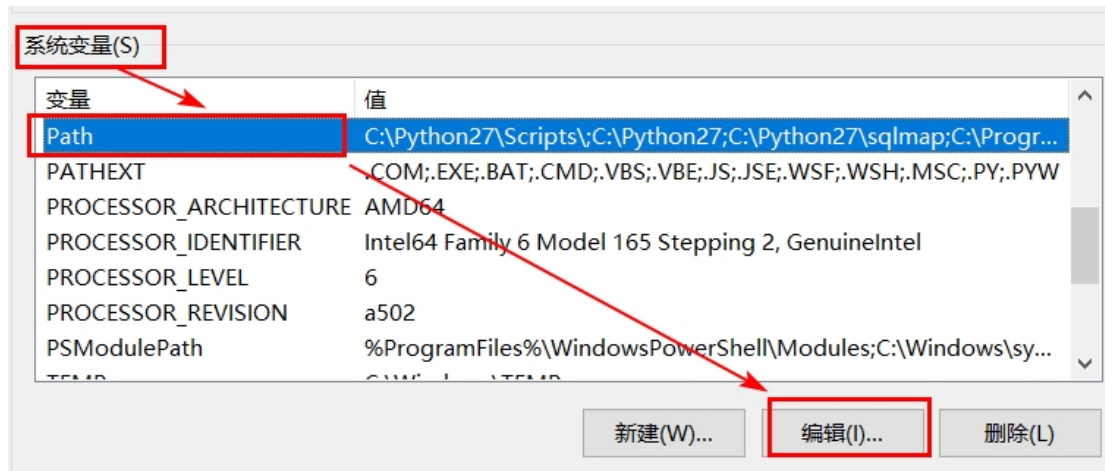 系统变量(S)
变量 值
Path C:\Python27\Scripts\;C:\Python27;C:\Python27\sqlmap;C:\Progr...
PATHEXT .COM;.EXE;.BAT;.CMD;.VBS;.VBE;.JS;.JSE;.WSF;.WSH;.MSC;.PY;.PYW
PROCESSOR_ARCHITECTURE AMD64
PROCESSOR_IDENTIFIER Intel64 Family 6 Model 165 Stepping 2, GenuineIntel
PROCESSOR_LEVEL 6
PROCESSOR_REVISION a502
PSModulePath %ProgramFiles%\WindowsPowerShell\Modules;C:\Windows\sy...
新建(W)... 编辑(I)... 删除(L)